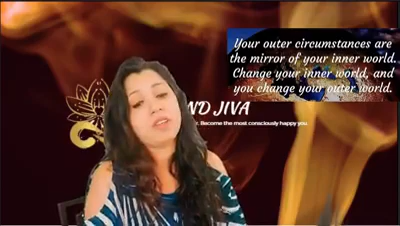 Your outer circumstances are
the mirror of your inner world.
Change your inner world, and
you change your outer world.
ND JIVA
Become the most consciously happy you